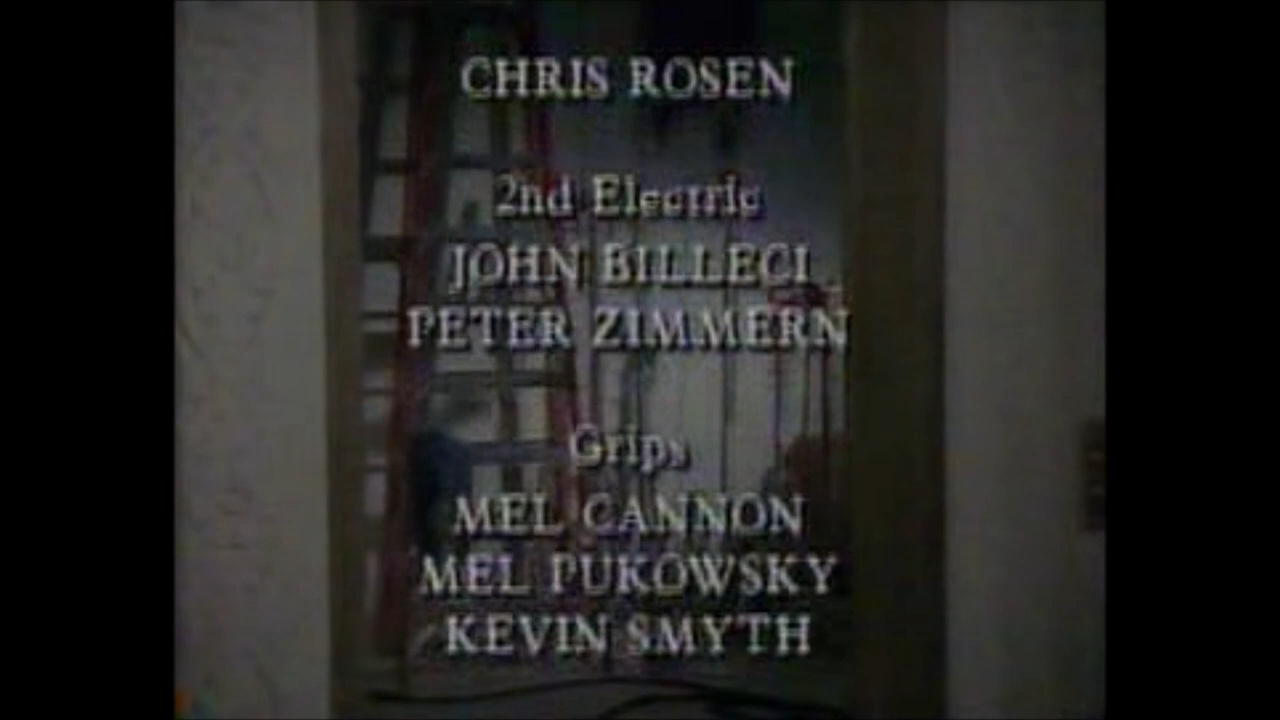 CHRIS ROSEN
2nd Electric
JOHN BILLECI
PETER ZIMMERN
Grips
MEL CANNON
MEL PUKOWSKY
KEVIN SMYTH